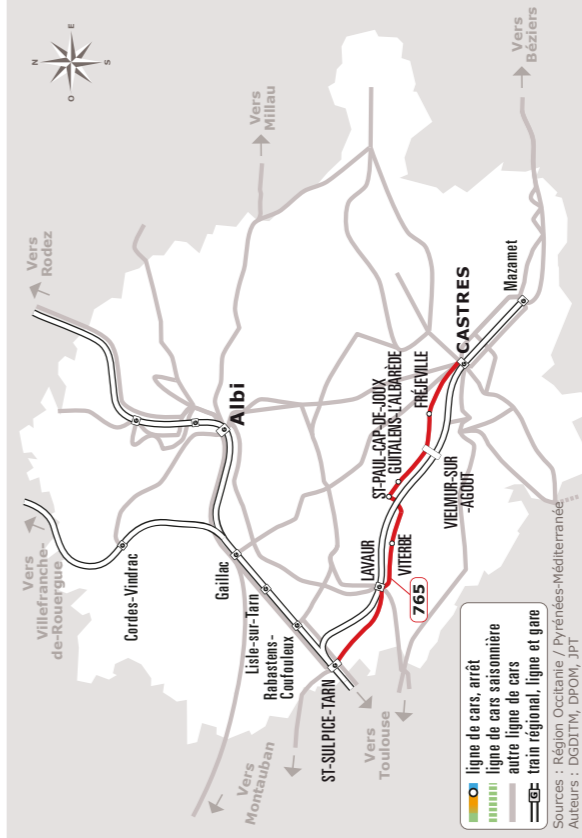 N
E
O
S
Vers
Rodez
Vers
Millau
Vers
Béziers
Vers
Villefranche-
de-Rouergue
Cordes-Vindrac
Albi
Gaillac
Lisle-sur-Tarn
Rabastens-
Coufouleux
ST-SULPICE-TARN
Vers
Montauban
Vers
Toulouse
LAVAUR
VITERBE
765
ST-PAUL-CAP-DE-JOUX
GUITALENS-L'ALBARÈDE
VIELMUR-SUR
-AGOUT
FRÉJEVILLE
CASTRES
Mazamet
ligne de cars, arrêt
ligne de cars saisonnière
autre ligne de cars
G train régional, ligne et gare
Sources : Région Occitanie / Pyrénées-Méditerranée
Auteurs : DGDITM, DPOM, JPT